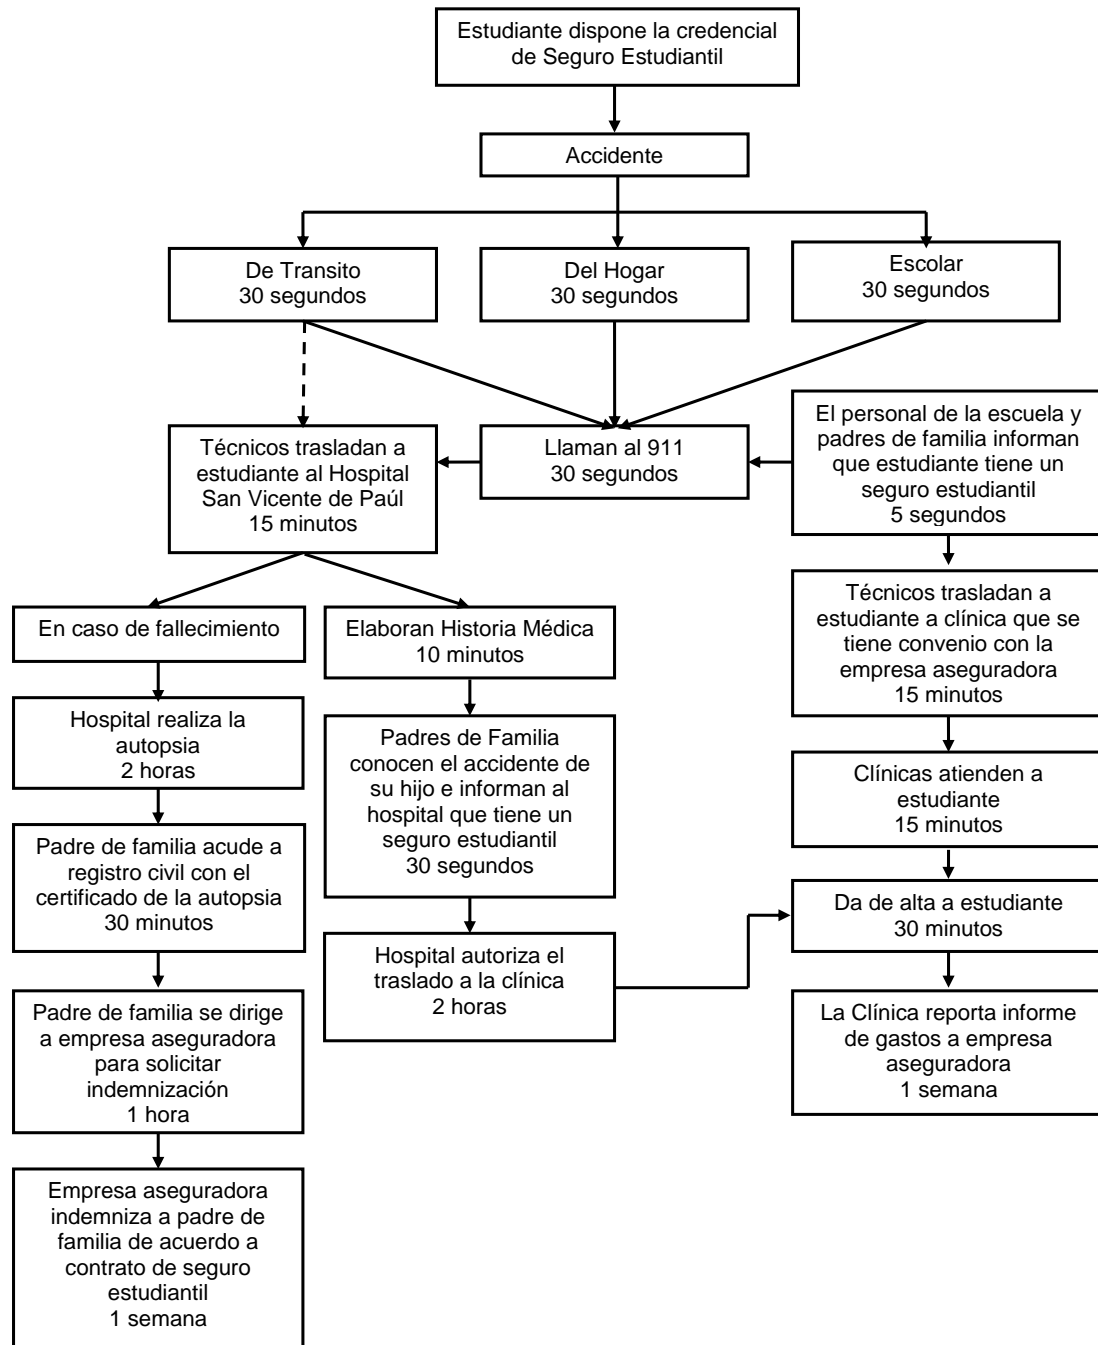 Estudiante dispone la credencial
de Seguro Estudiantil
Accidente
De Transito
30 segundos
Del Hogar
30 segundos
Escolar
30 segundos
El personal de la escuela y
padres de familia informan
que estudiante tiene un
seguro estudiantil
5 segundos
Técnicos trasladan a
estudiante al Hospital
San Vicente de Paúl
15 minutos
Llaman al 911
30 segundos
Técnicos trasladan a
estudiante a clínica que se
tiene convenio con la
empresa aseguradora
15 minutos
En caso de fallecimiento
Elaboran Historia Médica
10 minutos
Hospital realiza la
autopsia
2 horas
Padres de Familia
conocen el accidente de
su hijo e informan al
hospital que tiene un
seguro estudiantil
30 segundos
Clínicas atienden a
estudiante
15 minutos
Padre de familia acude a
registro civil con el
certificado de la autopsia
30 minutos
Da de alta a estudiante
30 minutos
Hospital autoriza el
traslado a la clínica
2 horas
Padre de familia se dirige
a empresa aseguradora
para solicitar
indemnización
1 hora
La Clínica reporta informe
de gastos a empresa
aseguradora
1 semana
Empresa aseguradora
indemniza a padre de
familia de acuerdo a
contrato de seguro
estudiantil
1 semana